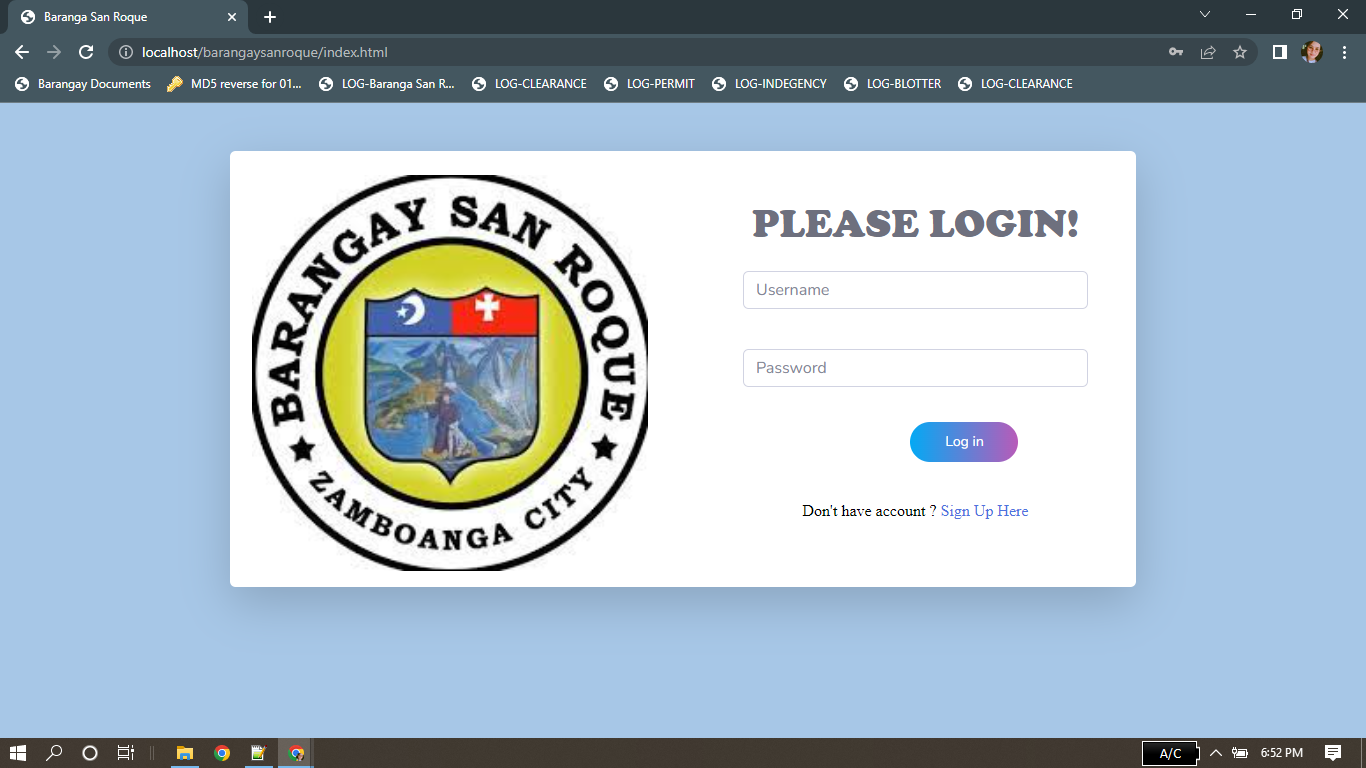 Baranga San Roque
localhost/barangaysanroque/index.html
Barangay Documents
MD5 reverse for 01...
LOG-Baranga San R...
LOG-CLEARANCE
LOG-PERMIT
LOG-INDEGENCY
LOG-BLOTTER
LOG-CLEARANCE
BARANGAY SAN ROQUE
ZAMBOANGA CITY
PLEASE LOGIN!
Username
Password
Log in
Don't have account ? Sign Up Here
A/C
6:52 PM